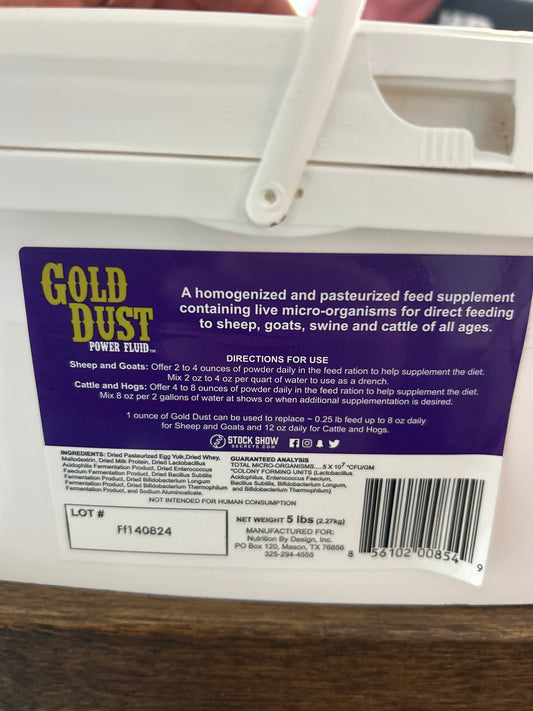 GOLD
DUST
POWER FLUID™
A homogenized and pasteurized feed supplement
containing live micro-organisms for direct feeding
to sheep, goats, swine and cattle of all ages.
DIRECTIONS FOR USE
Sheep and Goats: Offer 2 to 4 ounces of powder daily in the feed ration to help supplement the diet.
Mix 2 oz to 4 oz per quart of water to use as a drench.
Cattle and Hogs: Offer 4 to 8 ounces of powder daily in the feed ration to help supplement the diet.
Mix 8 oz per 2 gallons of water at shows or when additional supplementation is desired.
1 ounce of Gold Dust can be used to replace ~ 0.25 lb feed up to 8 oz daily
for Sheep and Goats and 12 oz daily for Cattle and Hogs.
STOCK SHOW
SECRETS.COM
INGREDIENTS: Dried Pasteurized Egg Yolk, Dried Whey,
Maltodextrin, Dried Milk Protein, Dried Lactobacillus
Acidophilis Fermentation Product, Dried Enterococcus
Faecium Fermentation Product, Dried Bacillus Subtilis
Fermentation Product, Dried Bifidobacterium Longum
Fermentation Product, Dried Bifidobacterium Thermophilum
Fermentation Product, and Sodium Aluminosilicate.
GUARANTEED ANALYSIS
TOTAL MICRO-ORGANISMS.....5 X 10⁷ *CFU/GM
*COLONY FORMING UNITS (Lactobacillus
Acidophilus, Enterococcus Faecium,
Bacillus Subtilis, Bifidobacterium Longum,
and Bifidobacterium Thermophilum)
NOT INTENDED FOR HUMAN CONSUMPTION
LOT #
Ff140824
NET WEIGHT 5 lbs (2.27kg)
MANUFACTURED FOR:
Nutrition By Design, Inc.
PO Box 120, Mason, TX 76856
325-294-4555
8 56102 00854 9